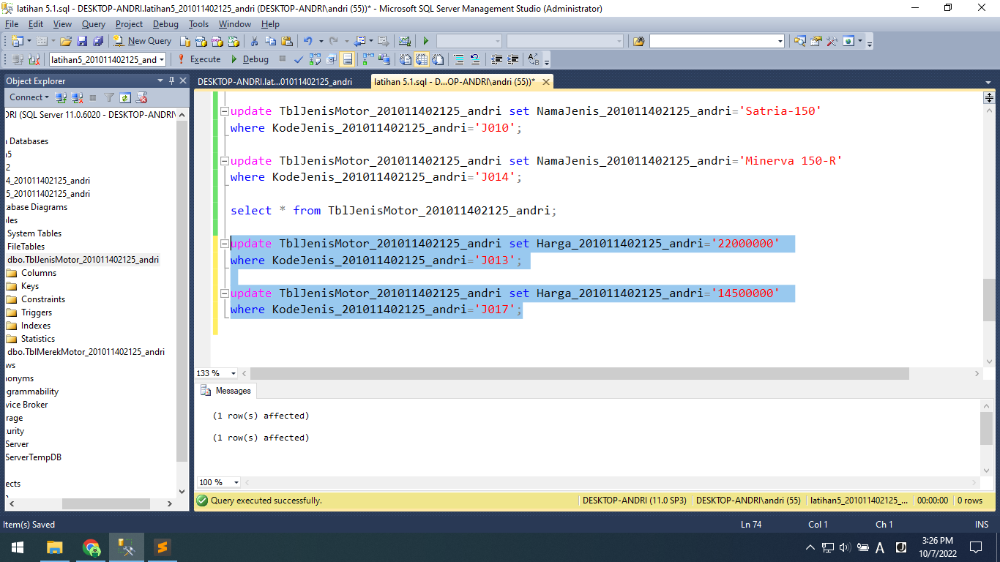 latihan 5.1.sql - DESKTOP-ANDRI.latihan5_201011402125_andri (DESKTOP-ANDRI\andri (55))* - Microsoft SQL Server Management Studio (Administrator)
File Edit View Query Project Debug Tools Window Help
New Query
latihan5_201011402125_and Execute Debug
Object Explorer
Connect
DRI (SQL Server 11.0.6020 - DESKTOP-ANDRI\
Databases
n5
2
4_201011402125_andri
5_201011402125_andri
tabase Diagrams
bles
System Tables
FileTables
dbo.TblJenisMotor_201011402125_andri
Columns
Keys
Constraints
Triggers
Indexes
Statistics
dbo.TblMerekMotor_201011402125_andri
ws
nonyms
grammability
vice Broker
rage
urity
Server
ServerTempDB
ects
DESKTOP-ANDRI.lat...01011402125_andri
latihan 5.1.sql - D...OP-ANDRI\andri (55))*
update TblJenisMotor_201011402125_andri set NamaJenis_201011402125_andri='Satria-150'
where KodeJenis_201011402125_andri='J010';
update TblJenisMotor_201011402125_andri set NamaJenis_201011402125_andri='Minerva 150-R'
where KodeJenis_201011402125_andri='J014';
select * from TblJenisMotor_201011402125_andri;
update TblJenisMotor_201011402125_andri set Harga_201011402125_andri='22000000'
where KodeJenis_201011402125_andri='J013';
update TblJenisMotor_201011402125_andri set Harga_201011402125_andri='14500000'
where KodeJenis_201011402125_andri='J017';
133 %
Messages
(1 row(s) affected)
(1 row(s) affected)
100 %
Query executed successfully. DESKTOP-ANDRI (11.0 SP3) DESKTOP-ANDRI\andri (55) latihan5_201011402125_... 00:00:00 0 rows
Item(s) Saved Ln 74 Col 1 Ch 1 INS
A 3:26 PM
10/7/2022